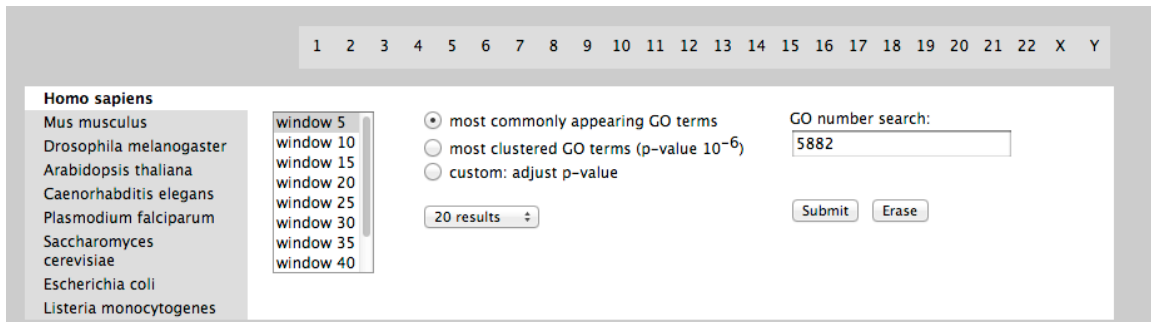 1 2 3 4 5 6 7 8 9 10 11 12 13 14 15 16 17 18 19 20 21 22 X Y
Homo sapiens
Mus musculus
Drosophila melanogaster
Arabidopsis thaliana
Caenorhabditis elegans
Plasmodium falciparum
Saccharomyces
cerevisiae
Escherichia coli
Listeria monocytogenes
window 5
window 10
window 15
window 20
window 25
window 30
window 35
window 40
most commonly appearing GO terms
most clustered GO terms (p-value 10⁻⁶)
custom: adjust p-value
20 results
GO number search:
5882
Submit Erase